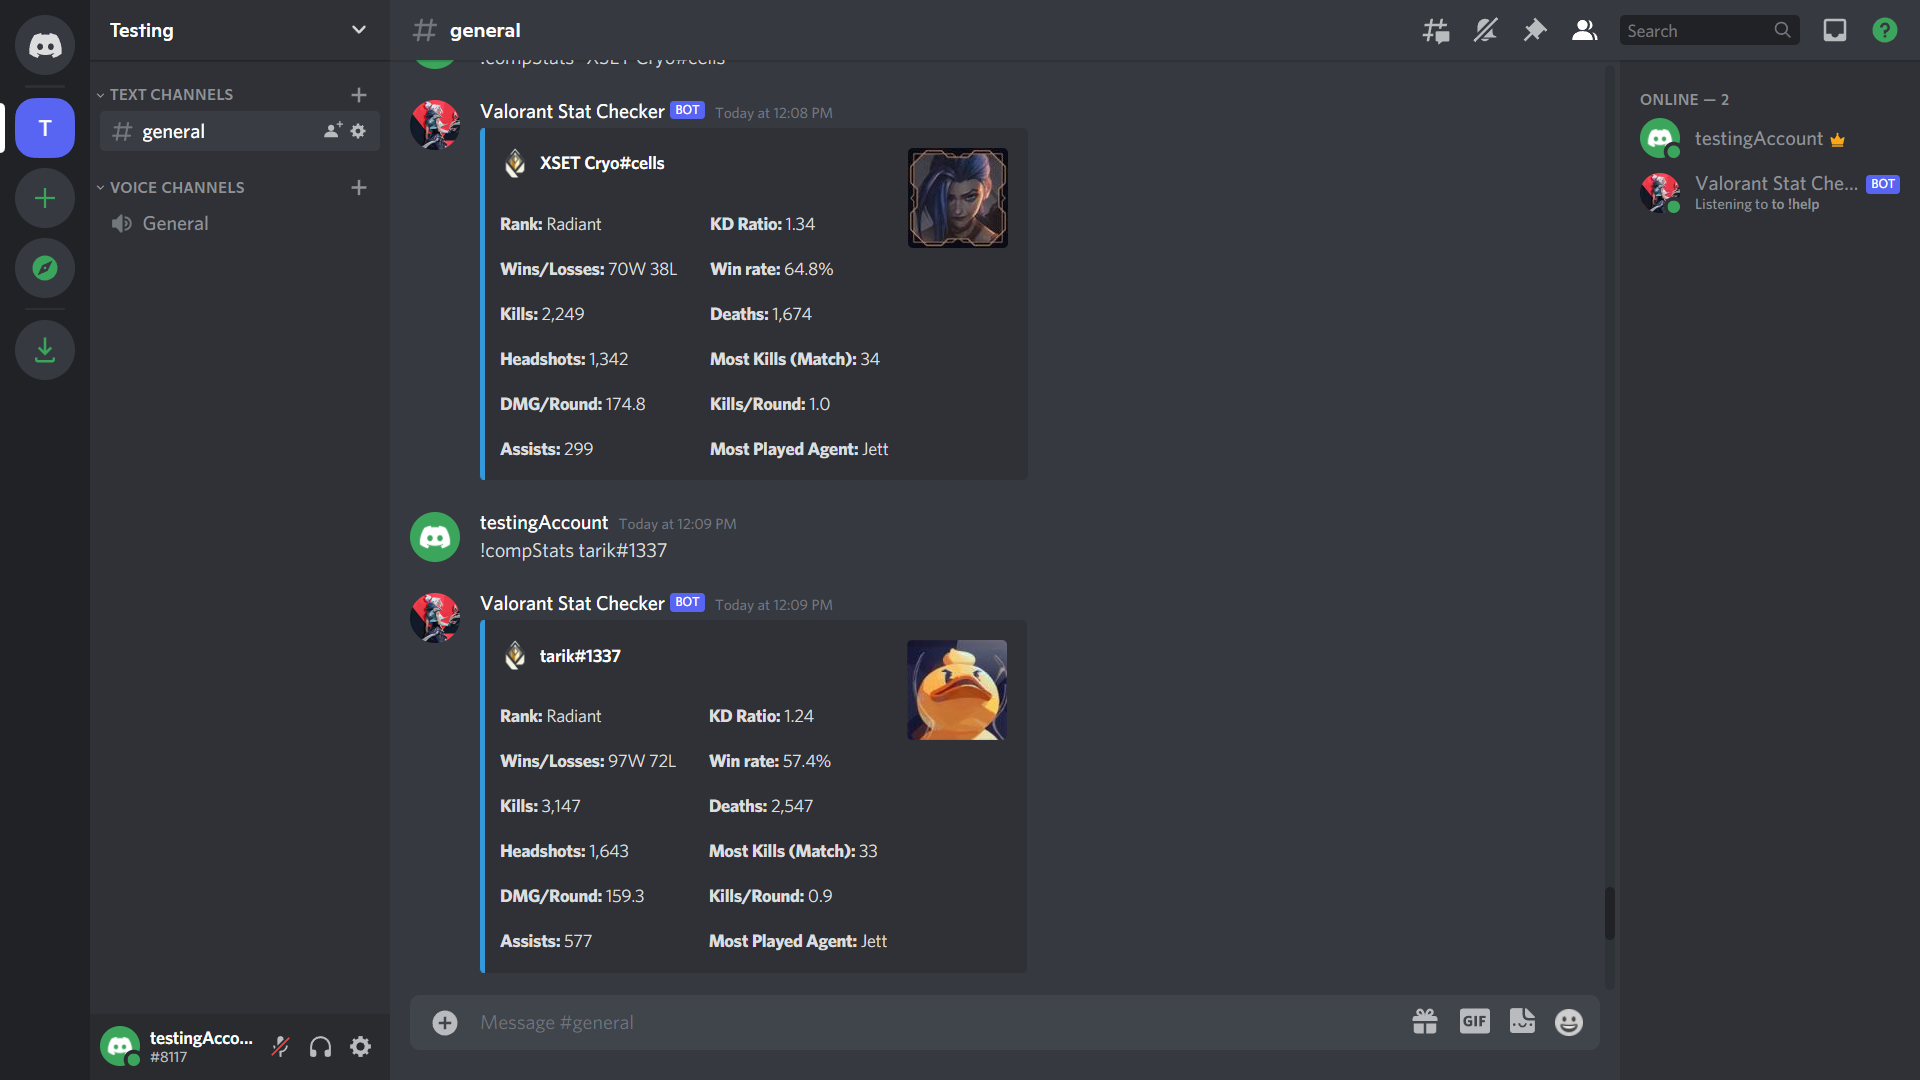 Testing
TEXT CHANNELS
general
VOICE CHANNELS
General
T
testingAcco...
#8117
general
Search
!compStats XSET Cryo#cells
Valorant Stat Checker BOT Today at 12:08 PM
XSET Cryo#cells
Rank: Radiant KD Ratio: 1.34
Wins/Losses: 70W 38L Win rate: 64.8%
Kills: 2,249 Deaths: 1,674
Headshots: 1,342 Most Kills (Match): 34
DMG/Round: 174.8 Kills/Round: 1.0
Assists: 299 Most Played Agent: Jett
testingAccount Today at 12:09 PM
!compStats tarik#1337
Valorant Stat Checker BOT Today at 12:09 PM
tarik#1337
Rank: Radiant KD Ratio: 1.24
Wins/Losses: 97W 72L Win rate: 57.4%
Kills: 3,147 Deaths: 2,547
Headshots: 1,643 Most Kills (Match): 33
DMG/Round: 159.3 Kills/Round: 0.9
Assists: 577 Most Played Agent: Jett
Message #general
GIF
ONLINE — 2
testingAccount
Valorant Stat Che... BOT
Listening to to !help